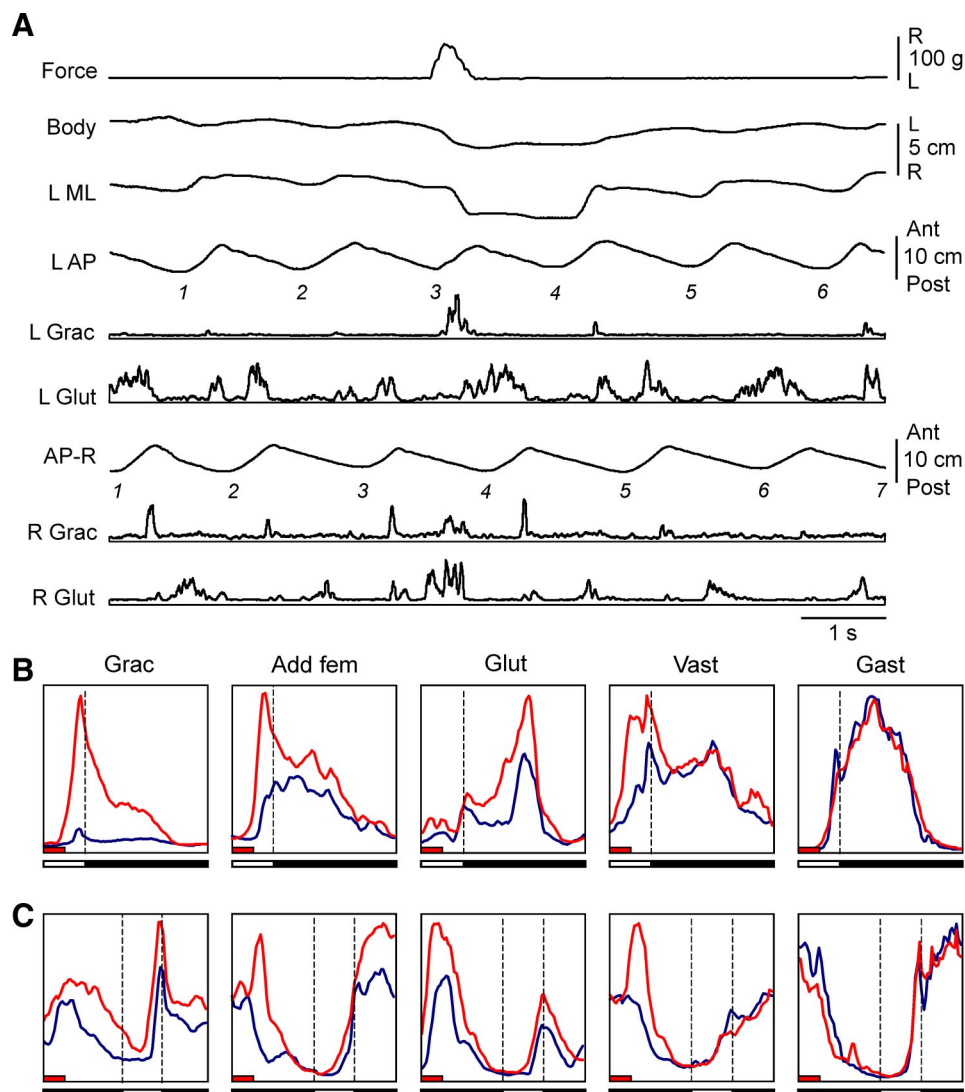 A
Force
R
100 g
L
Body
L
5 cm
R
L ML
L AP
Ant
10 cm
Post
1 2 3 4 5 6
L Grac
L Glut
AP-R
Ant
10 cm
Post
1 2 3 4 5 6 7
R Grac
R Glut
1 s
B
Grac Add fem Glut Vast Gast
C